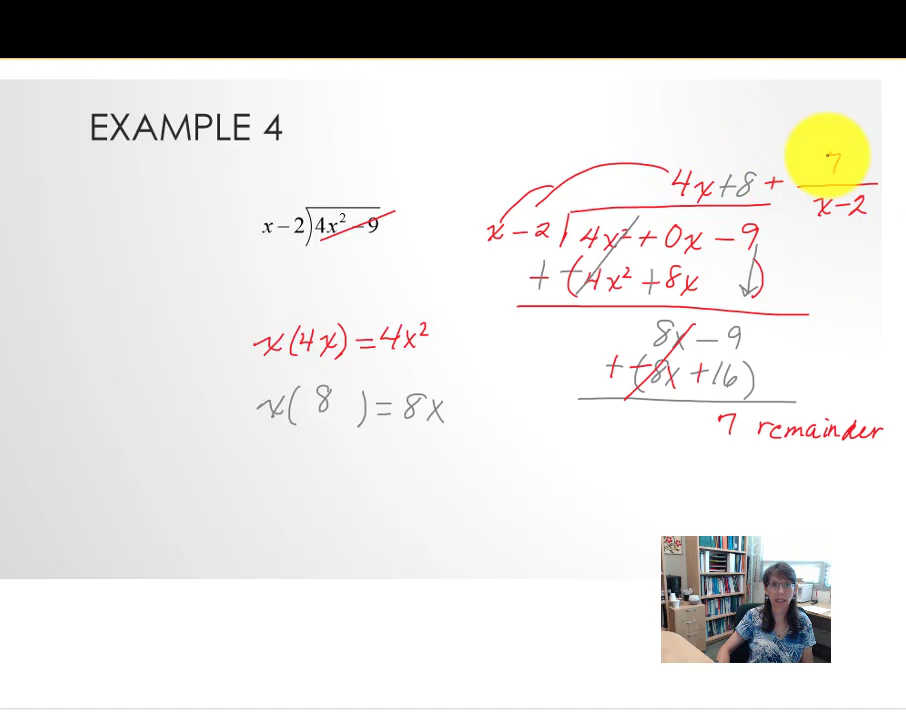 EXAMPLE 4
x − 2)4x² − 9
4x + 8 + 7/(x − 2)
x − 2)4x² + 0x − 9
+ −(4x² + 8x )
8x − 9
+ −(8x + 16)
7 remainder
x(4x) = 4x²
x( 8 ) = 8x